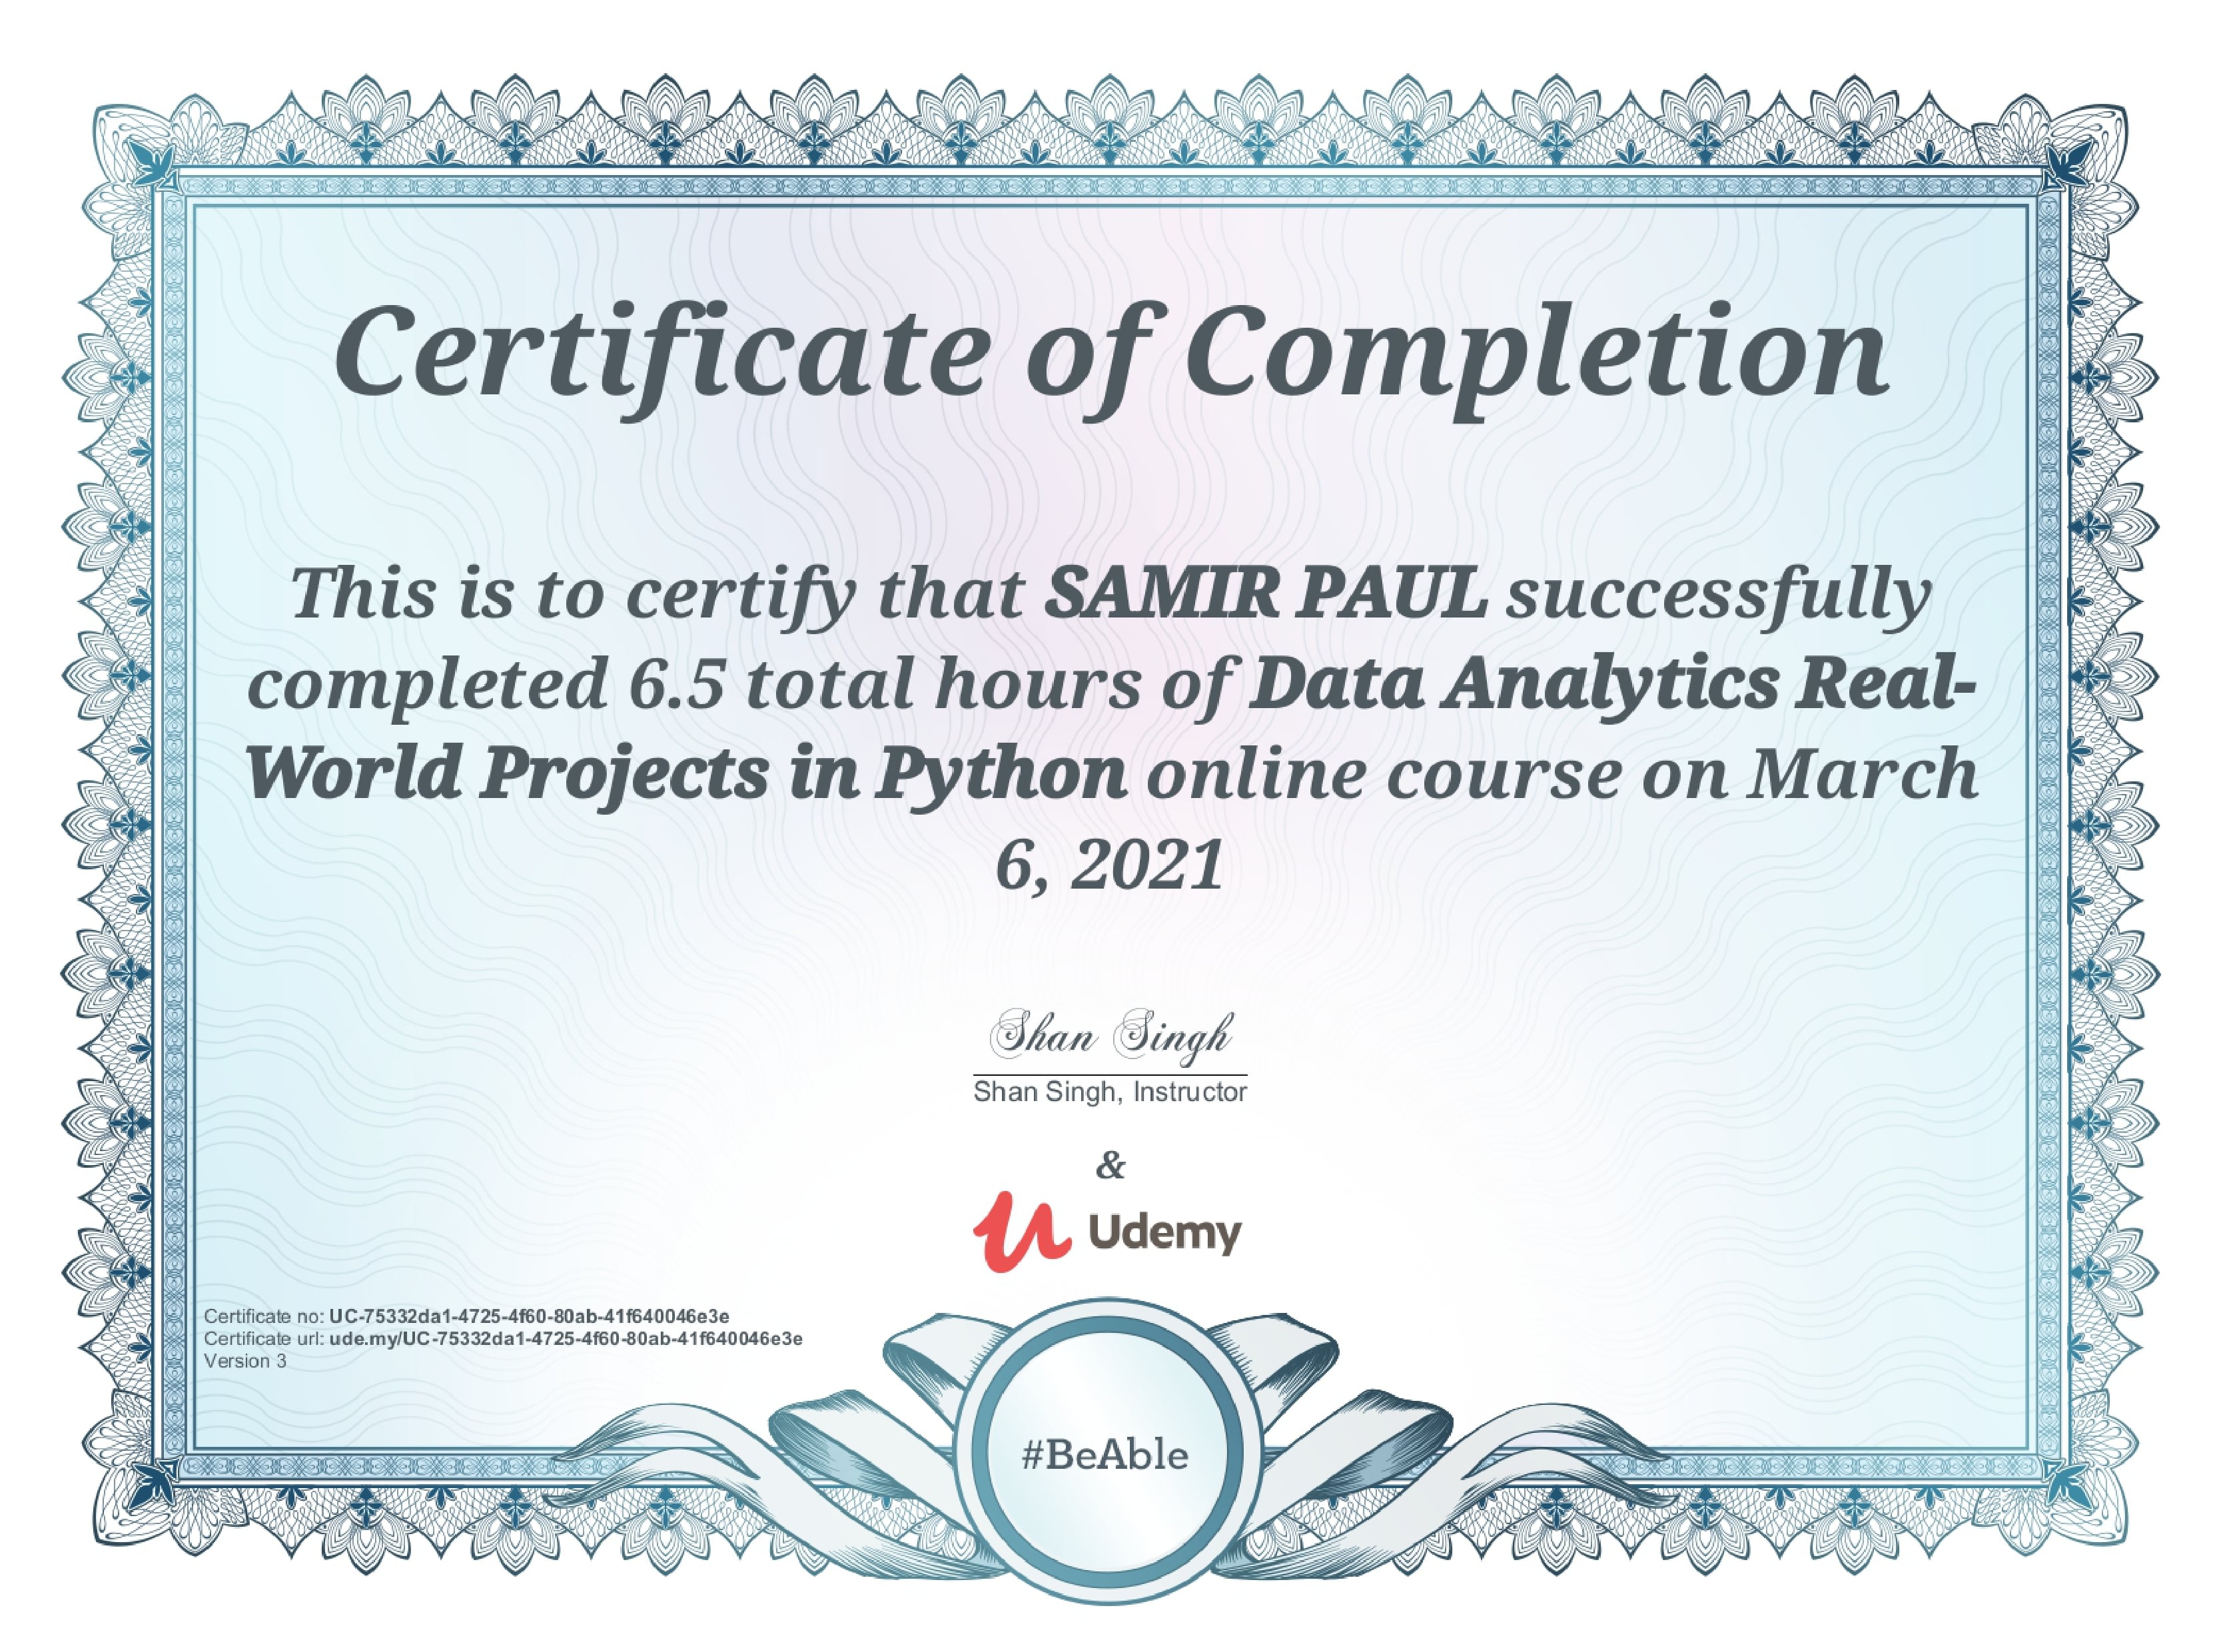 Certificate of Completion
This is to certify that SAMIR PAUL successfully
completed 6.5 total hours of Data Analytics Real-
World Projects in Python online course on March
6, 2021
Shan Singh
Shan Singh, Instructor
&
Udemy
Certificate no: UC-75332da1-4725-4f60-80ab-41f640046e3e
Certificate url: ude.my/UC-75332da1-4725-4f60-80ab-41f640046e3e
Version 3
#BeAble